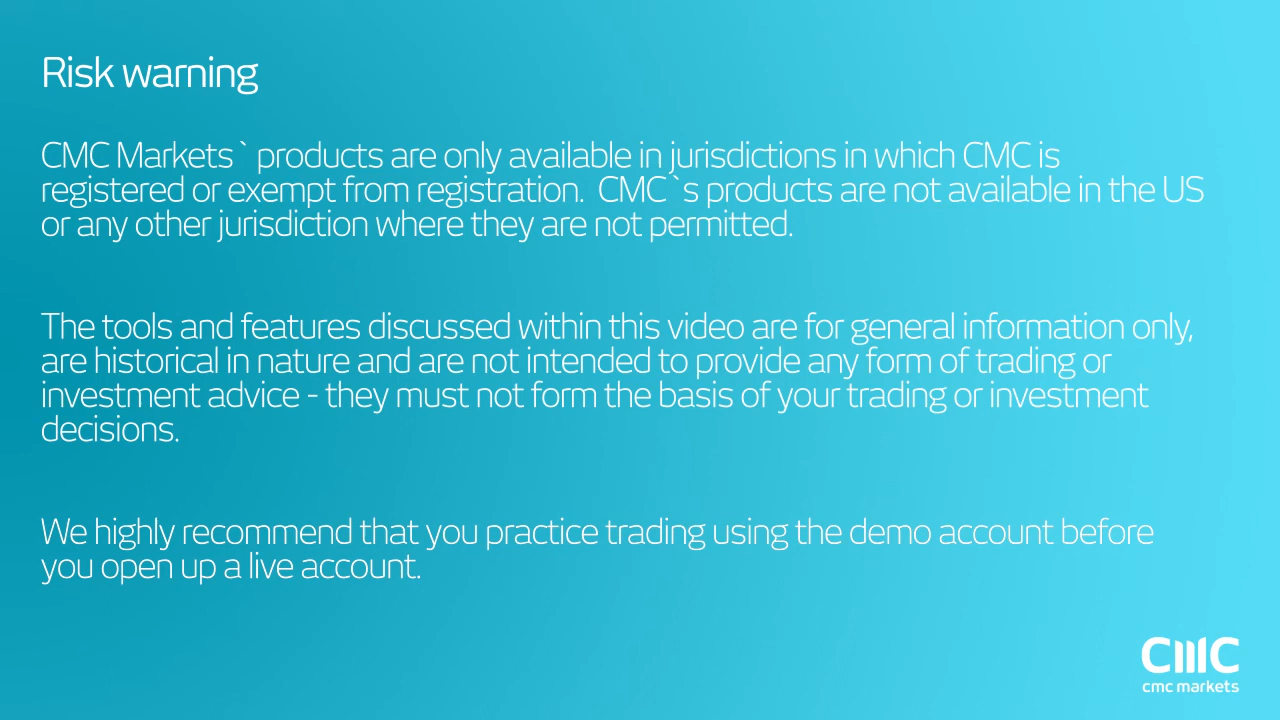 Risk warning
CMC Markets` products are only available in jurisdictions in which CMC is
registered or exempt from registration.  CMC`s products are not available in the US
or any other jurisdiction where they are not permitted.
The tools and features discussed within this video are for general information only,
are historical in nature and are not intended to provide any form of trading or
investment advice - they must not form the basis of your trading or investment
decisions.
We highly recommend that you practice trading using the demo account before
you open up a live account.
CMC
cmc markets